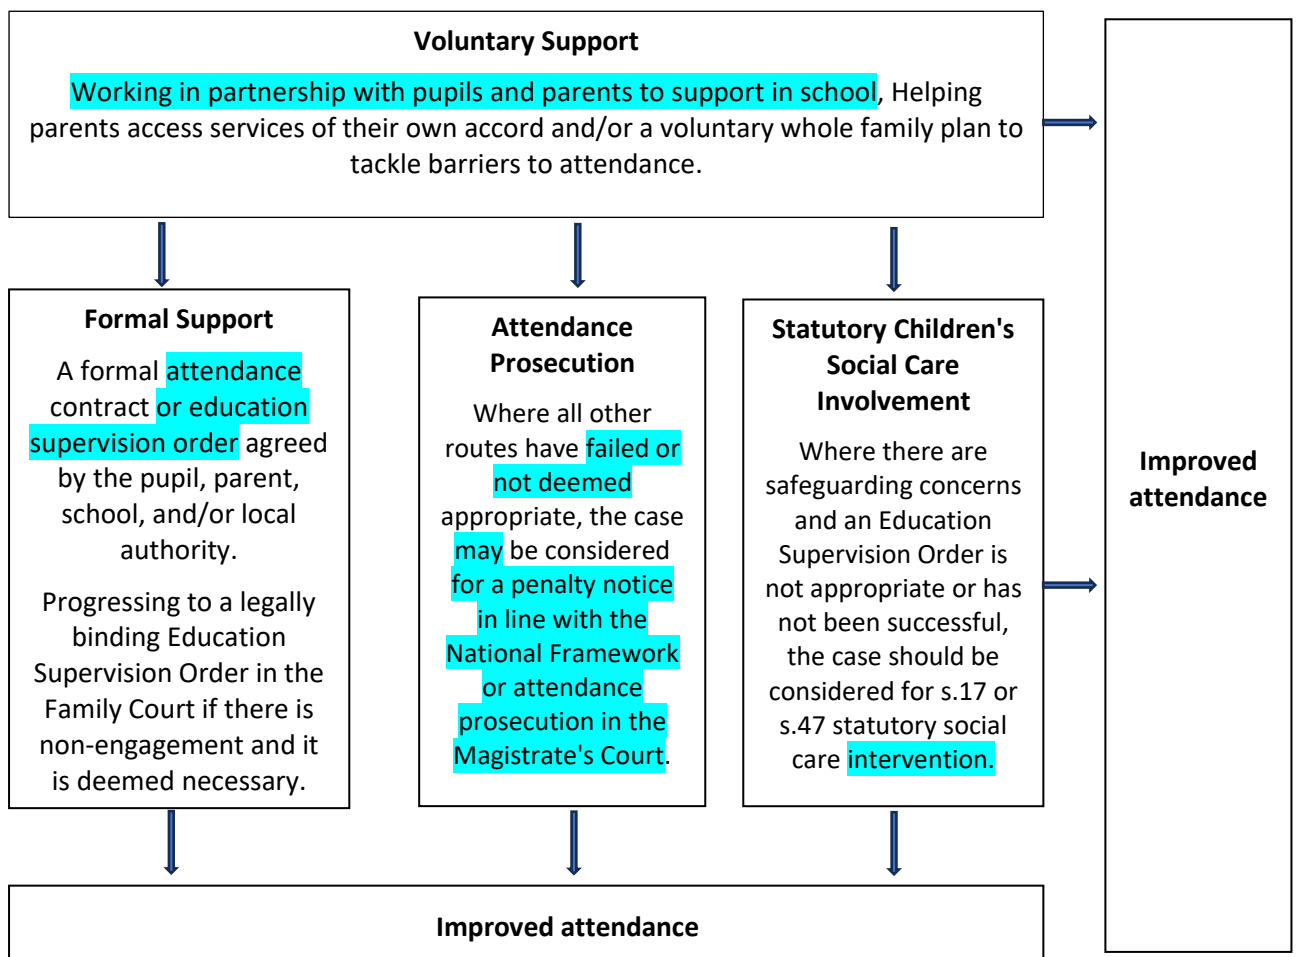 Voluntary Support
Working in partnership with pupils and parents to support in school, Helping
parents access services of their own accord and/or a voluntary whole family plan to
tackle barriers to attendance.
Formal Support
A formal attendance
contract or education
supervision order agreed
by the pupil, parent,
school, and/or local
authority.
Progressing to a legally
binding Education
Supervision Order in the
Family Court if there is
non-engagement and it
is deemed necessary.
Attendance
Prosecution
Where all other
routes have failed or
not deemed
appropriate, the case
may be considered
for a penalty notice
in line with the
National Framework
or attendance
prosecution in the
Magistrate's Court.
Statutory Children's
Social Care
Involvement
Where there are
safeguarding concerns
and an Education
Supervision Order is
not appropriate or has
not been successful,
the case should be
considered for s.17 or
s.47 statutory social
care intervention.
Improved
attendance
Improved attendance